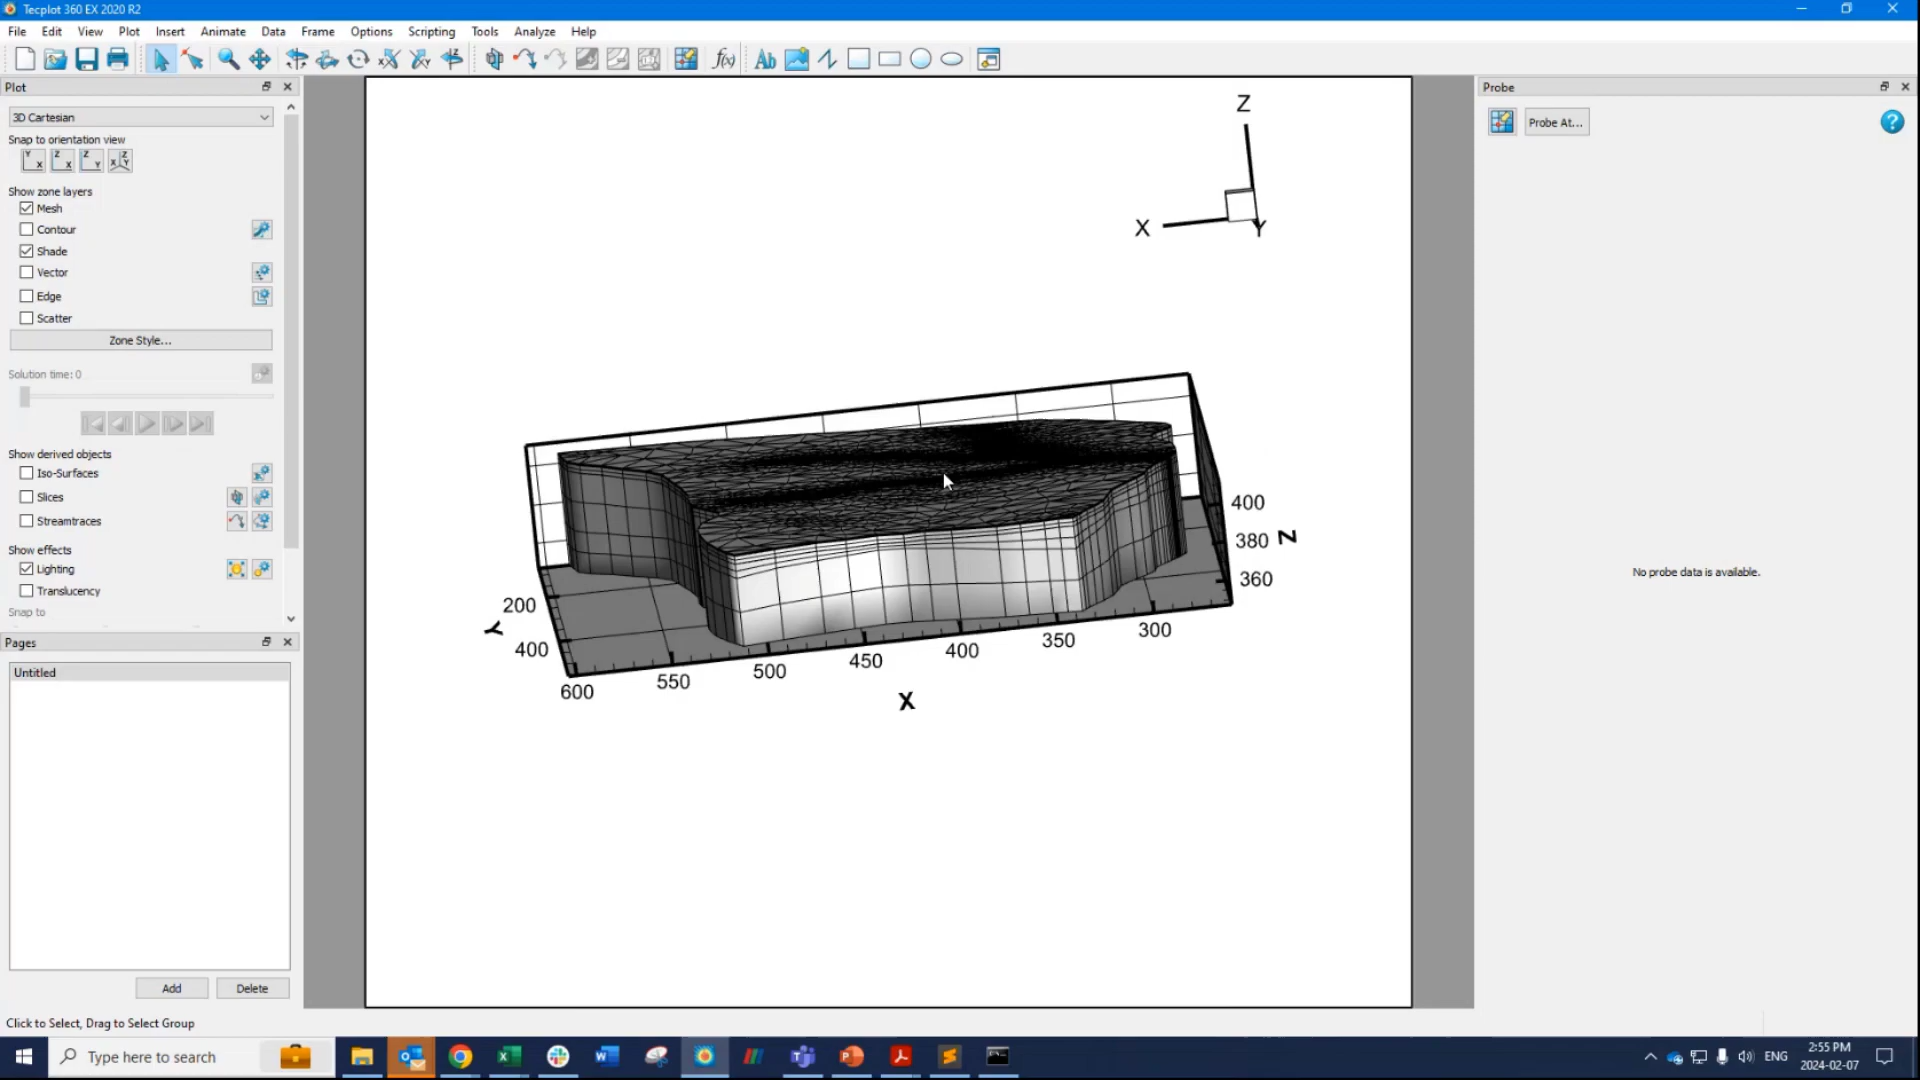 Tecplot 360 EX 2020 R2
File Edit View Plot Insert Animate Data Frame Options Scripting Tools Analyze Help
Plot
3D Cartesian
Snap to orientation view
Show zone layers
Mesh
Contour
Shade
Vector
Edge
Scatter
Zone Style...
Solution time: 0
Show derived objects
Iso-Surfaces
Slices
Streamtraces
Show effects
Lighting
Translucency
Snap to
Pages
Untitled
Add Delete
Click to Select, Drag to Select Group
Z
X
Y
400
380 Z
360
200
Y
400
600 550 500 450 400 350 300
X
Probe
Probe At...
No probe data is available.
Type here to search
ENG
2:55 PM
2024-02-07